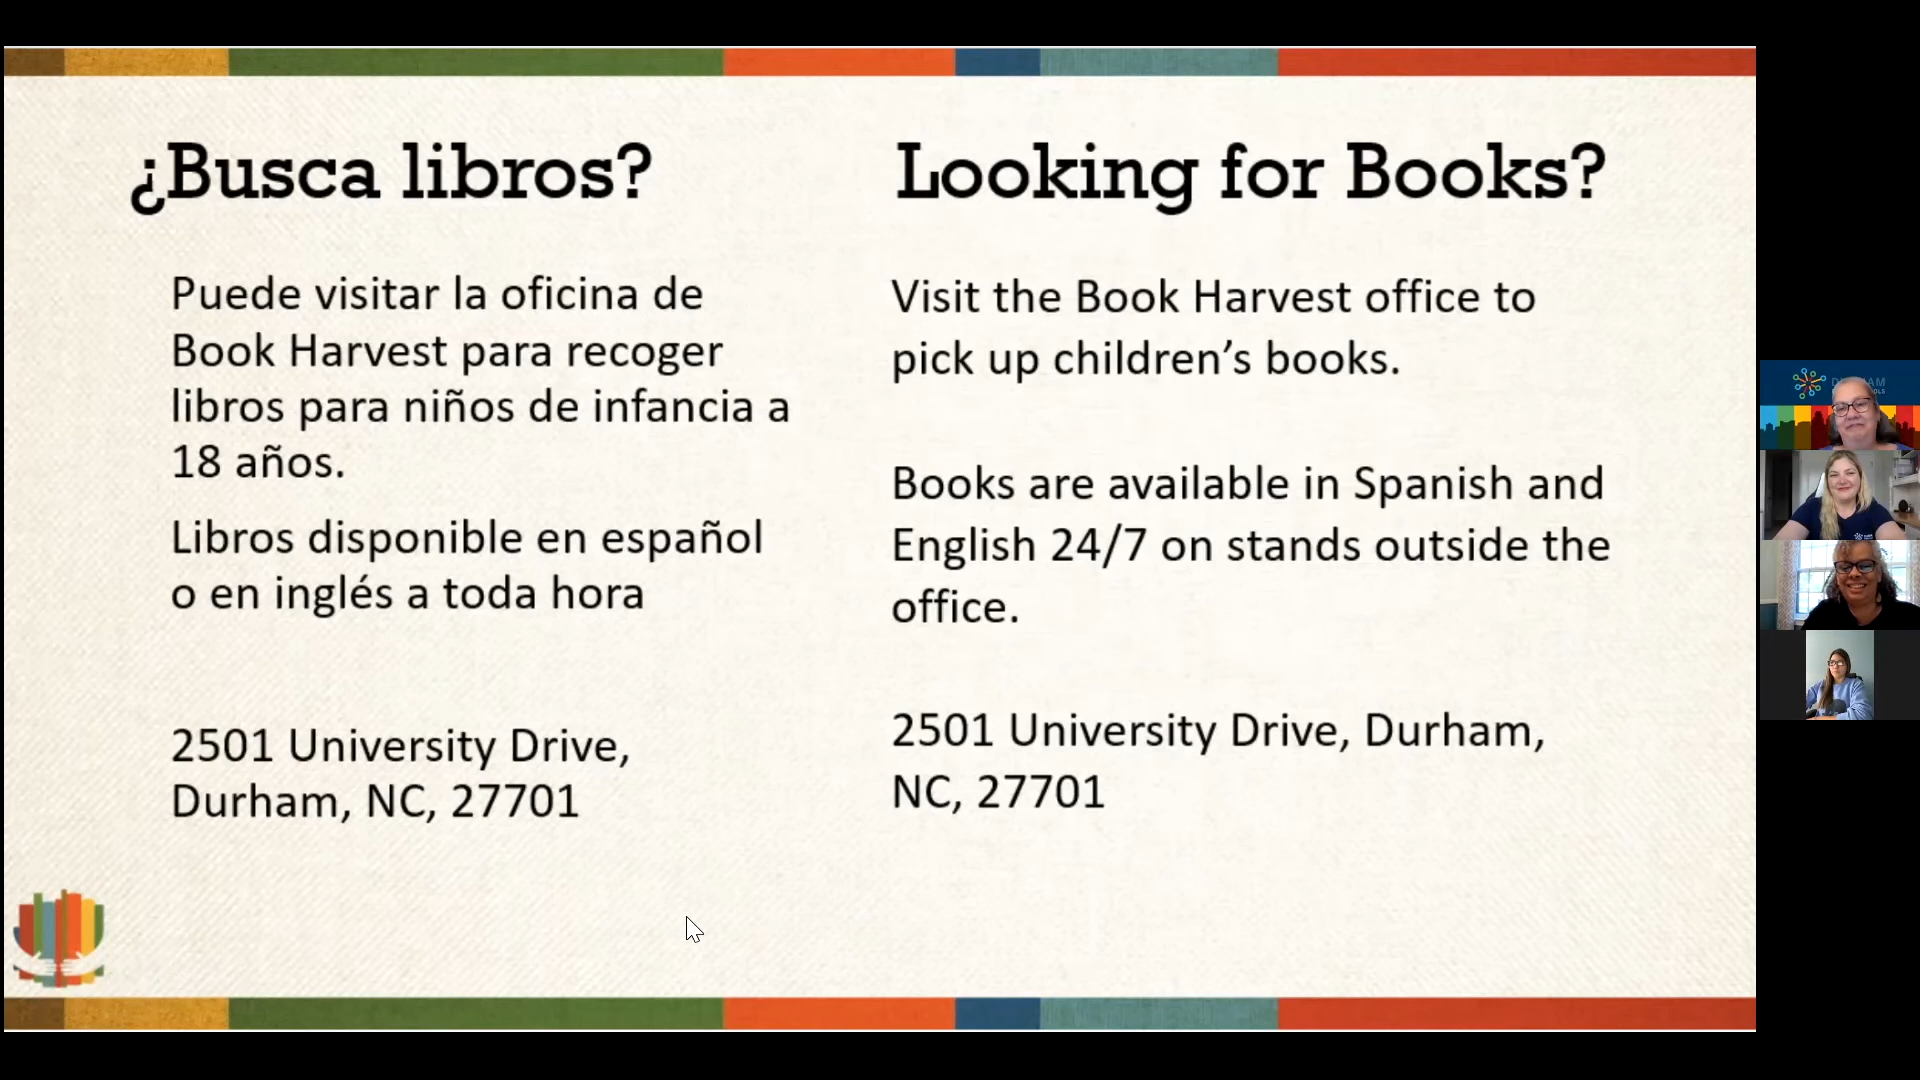 ¿Busca libros?
Puede visitar la oficina de
Book Harvest para recoger
libros para niños de infancia a
18 años.
Libros disponible en español
o en inglés a toda hora
2501 University Drive,
Durham, NC, 27701
Looking for Books?
Visit the Book Harvest office to
pick up children’s books.
Books are available in Spanish and
English 24/7 on stands outside the
office.
2501 University Drive, Durham,
NC, 27701